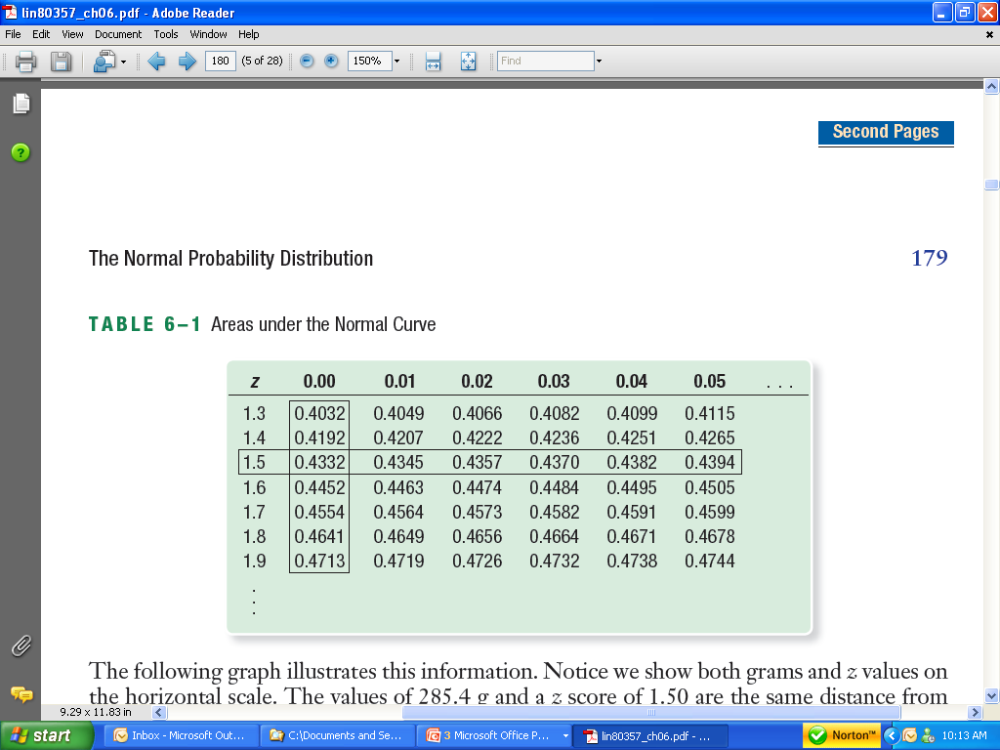 lin80357_ch06.pdf - Adobe Reader
File Edit View Document Tools Window Help
180 (5 of 28) 150% Find
Second Pages
The Normal Probability Distribution 179
TABLE 6–1 Areas under the Normal Curve
z 0.00 0.01 0.02 0.03 0.04 0.05 . . .
1.3 0.4032 0.4049 0.4066 0.4082 0.4099 0.4115
1.4 0.4192 0.4207 0.4222 0.4236 0.4251 0.4265
1.5 0.4332 0.4345 0.4357 0.4370 0.4382 0.4394
1.6 0.4452 0.4463 0.4474 0.4484 0.4495 0.4505
1.7 0.4554 0.4564 0.4573 0.4582 0.4591 0.4599
1.8 0.4641 0.4649 0.4656 0.4664 0.4671 0.4678
1.9 0.4713 0.4719 0.4726 0.4732 0.4738 0.4744
.
.
.
The following graph illustrates this information. Notice we show both grams and z values on
the horizontal scale. The values of 285.4 g and a z score of 1.50 are the same distance from
9.29 x 11.83 in
start Inbox - Microsoft Out... C:\Documents and Se... 3 Microsoft Office P... lin80357_ch06.pdf - ... Norton™ 10:13 AM